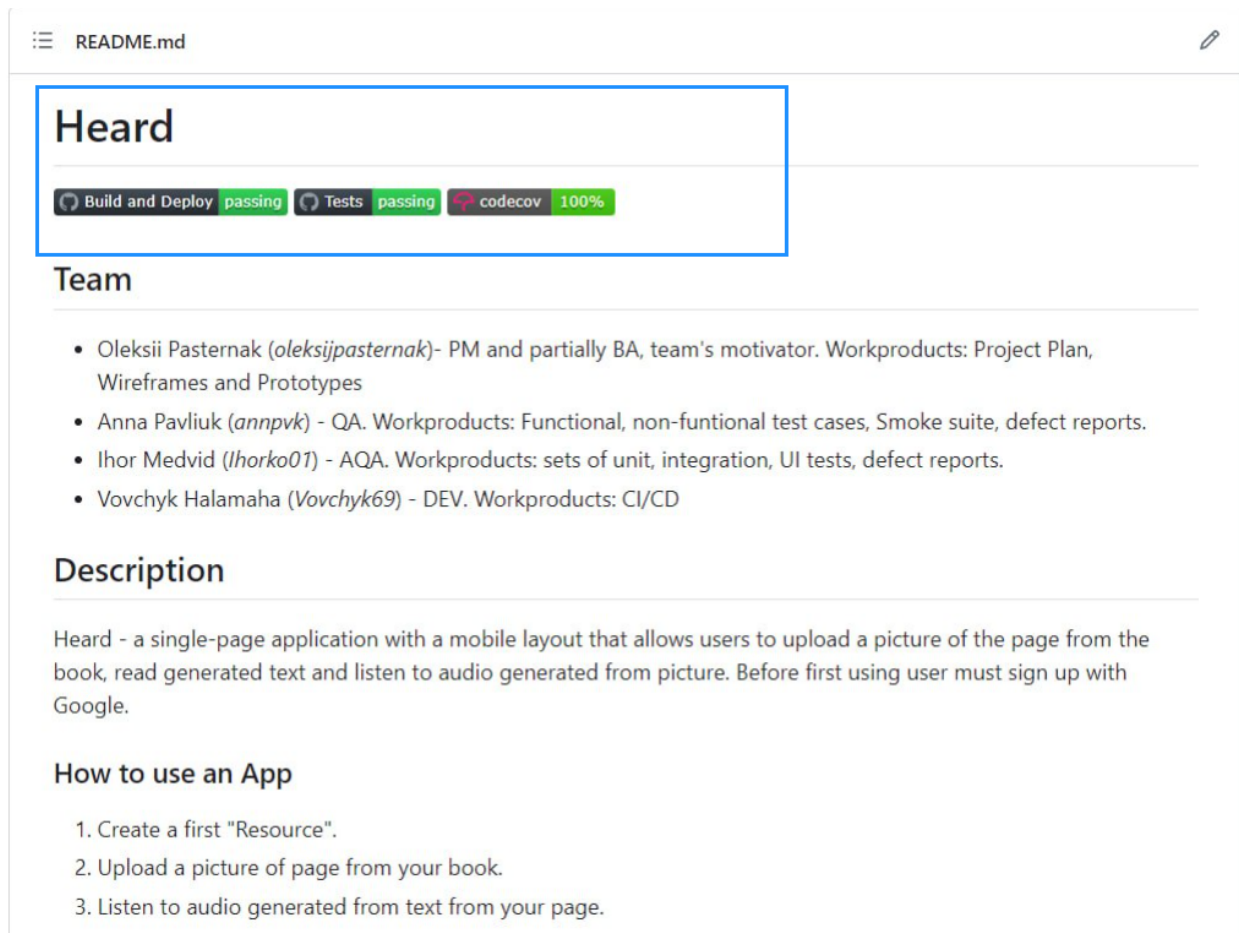 README.md
Heard
Build and Deploy passing Tests passing codecov 100%
Team
Oleksii Pasternak (oleksijpasternak)- PM and partially BA, team's motivator. Workproducts: Project Plan,
Wireframes and Prototypes
Anna Pavliuk (annpvk) - QA. Workproducts: Functional, non-funtional test cases, Smoke suite, defect reports.
Ihor Medvid (Ihorko01) - AQA. Workproducts: sets of unit, integration, UI tests, defect reports.
Vovchyk Halamaha (Vovchyk69) - DEV. Workproducts: CI/CD
Description
Heard - a single-page application with a mobile layout that allows users to upload a picture of the page from the
book, read generated text and listen to audio generated from picture. Before first using user must sign up with
Google.
How to use an App
1. Create a first "Resource".
2. Upload a picture of page from your book.
3. Listen to audio generated from text from your page.